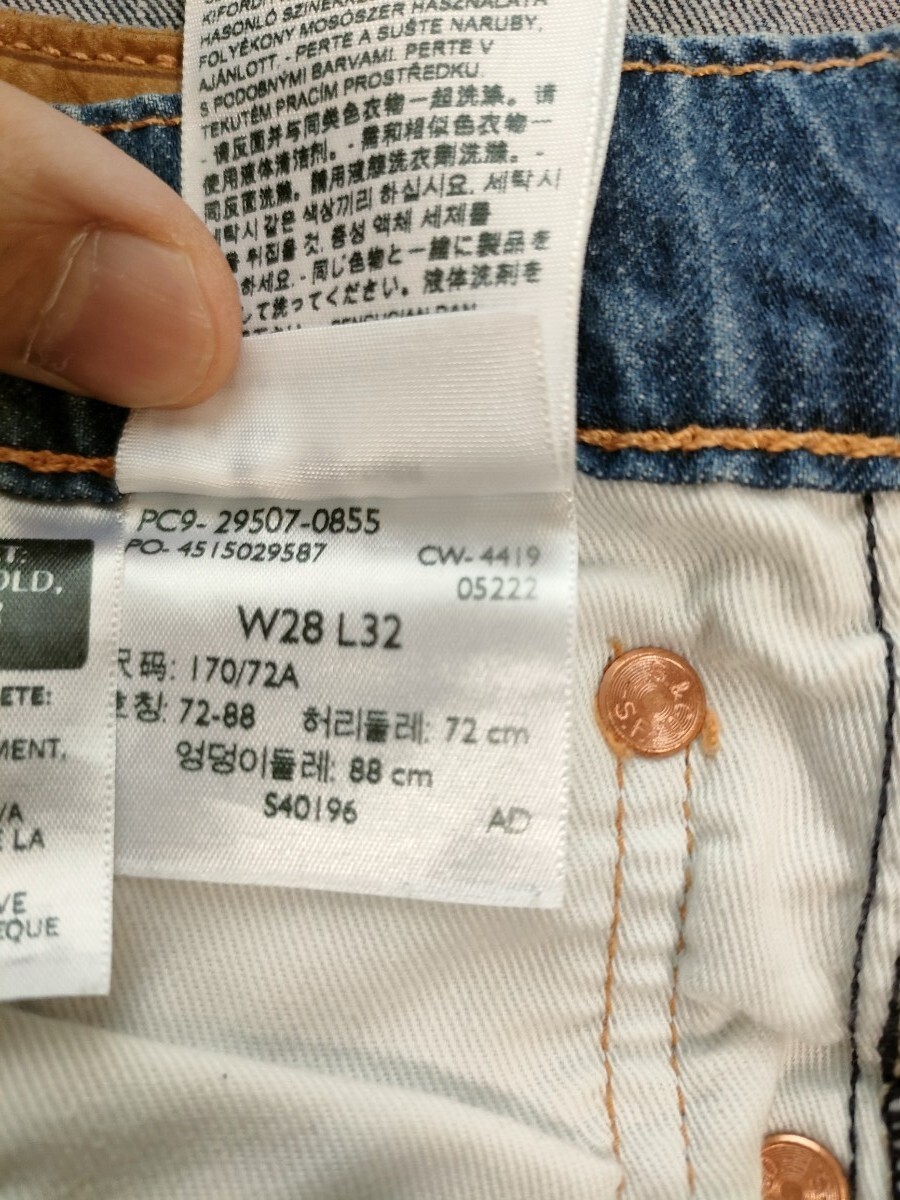 HASONLÓ SZÍNEKKEL
FOLYÉKONY MOSÓSZER HASZNÁLATA
AJÁNLOTT. - PERTE A SUŠTE NARUBY,
S PODOBNÝMI BARVAMI. PERTE V
TEKUTÉM PRACÍM PROSTŘEDKU.
- 请反面并与同类色衣物一起洗涤。请
使用液体清洁剂。- 需和相似色衣物一
同反面洗滌。請用液態洗衣劑洗滌。-
세탁시 같은 색상끼리 하십시요. 세탁시
뒤집을 것. 중성 액체 세제를
하세요. - 同じ色物と一緒に製品を
して洗ってください。液体洗剤を
PC9- 29507-0855
PO- 4515029587
CW- 4419
05222
W28 L32
尺码: 170/72A
호칭: 72-88 허리둘레: 72 cm
엉덩이둘레: 88 cm
S40196
AD
T.
OLD,
ETE:
MENT,
/A
E LA
VE
EQUE
&
S.F.